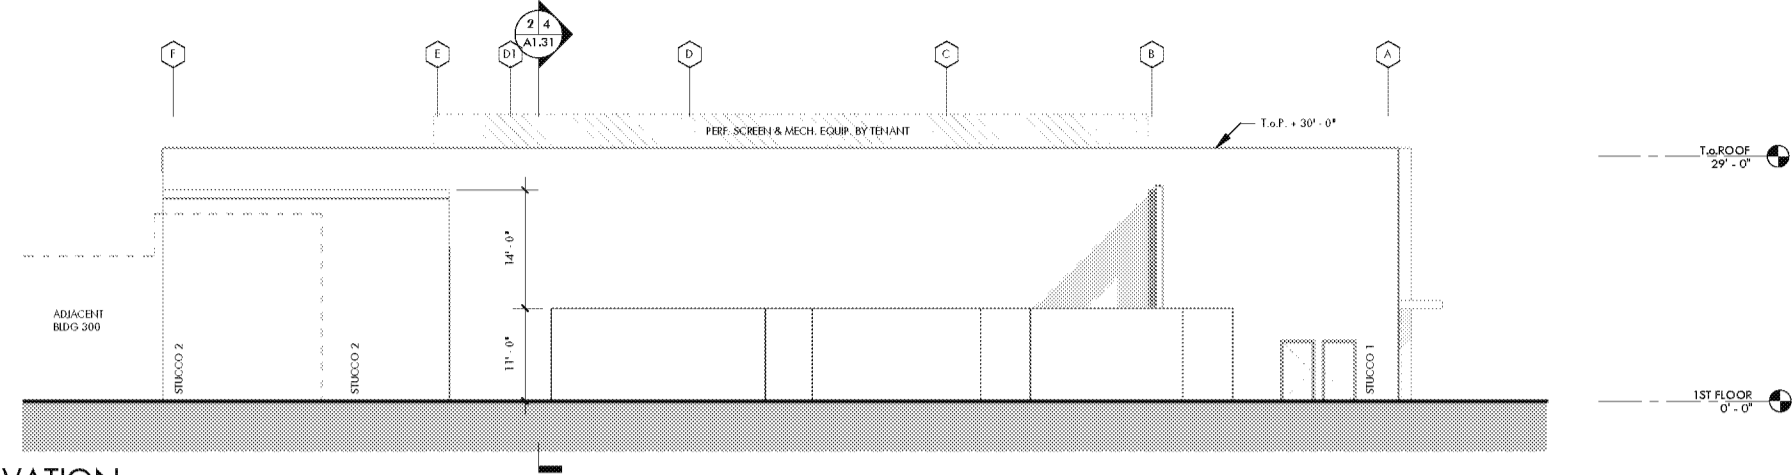 2 4
A1.31
F
E
D1
D
C
B
A
PERF. SCREEN & MECH. EQUIP. BY TENANT
T.o.P. + 30' - 0"
T.o.ROOF
29' - 0"
14' - 0"
11' - 0"
ADJACENT
BLDG 300
STUCCO 2
STUCCO 2
STUCCO 1
1ST FLOOR
0' - 0"
VATION